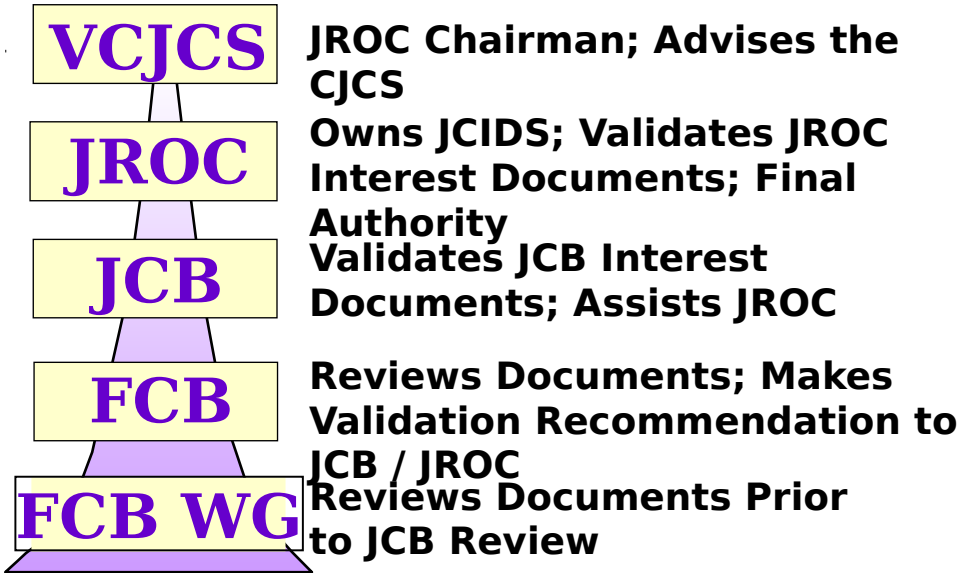 VCJCS
JROC Chairman; Advises the
CJCS
JROC
Owns JCIDS; Validates JROC
Interest Documents; Final
Authority
JCB
Validates JCB Interest
Documents; Assists JROC
FCB
Reviews Documents; Makes
Validation Recommendation to
JCB / JROC
FCB WG
Reviews Documents Prior
to JCB Review